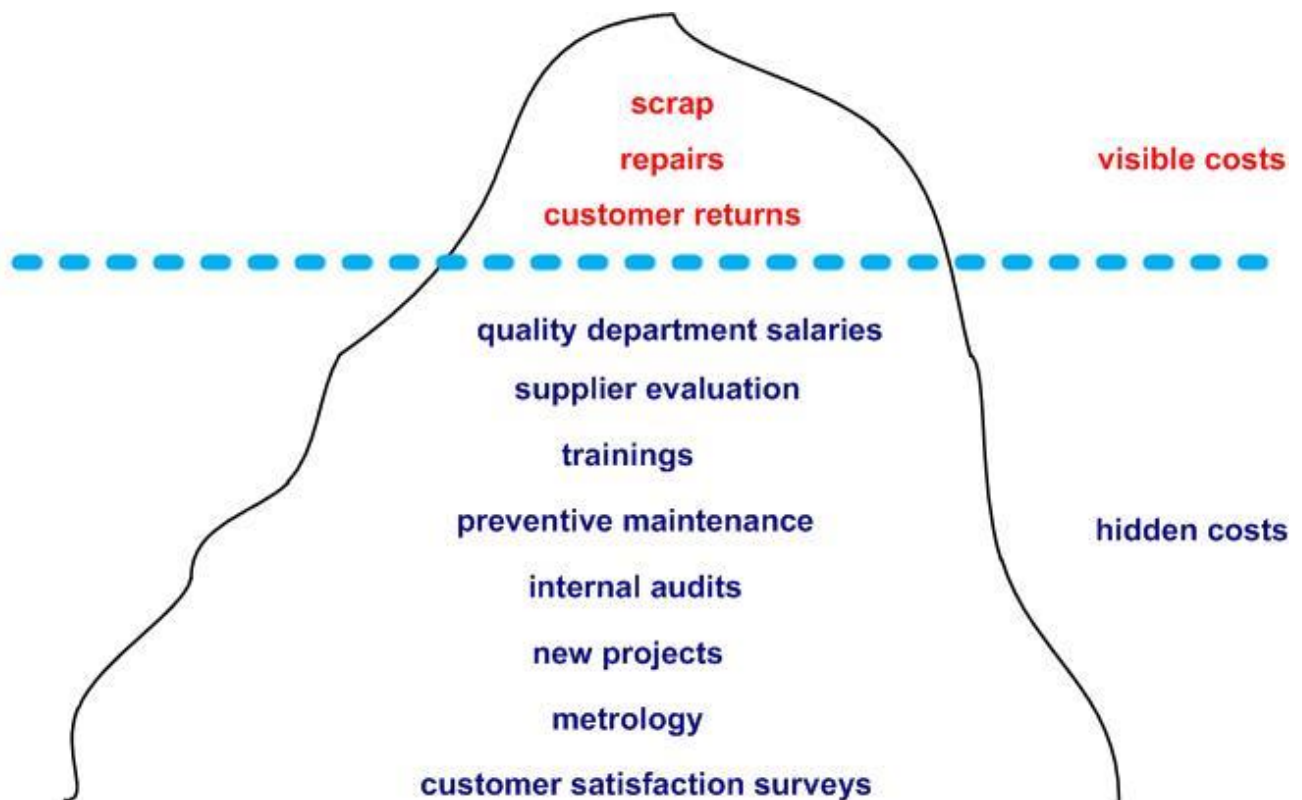 scrap
repairs
visible costs
customer returns
quality department salaries
supplier evaluation
trainings
preventive maintenance
hidden costs
internal audits
new projects
metrology
customer satisfaction surveys